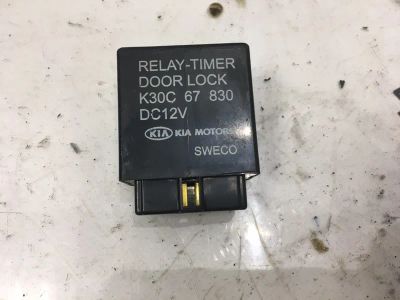 RELAY-TIMER
DOOR LOCK
K30C 67 830
DC12V
KIA KIA MOTORS
SWECO